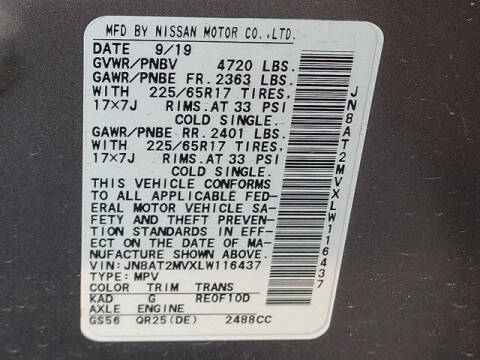 MFD BY NISSAN MOTOR CO.,LTD.
DATE 9/19
GVWR/PNBV 4720 LBS.
GAWR/PNBE FR. 2363 LBS.
WITH 225/65R17 TIRES,
17×7J RIMS.AT 33 PSI
COLD SINGLE.
GAWR/PNBE RR. 2401 LBS.
WITH 225/65R17 TIRES,
17×7J RIMS.AT 33 PSI
COLD SINGLE.
THIS VEHICLE CONFORMS
TO ALL APPLICABLE FED-
ERAL MOTOR VEHICLE SA-
FETY AND THEFT PREVEN-
TION STANDARDS IN EFF-
ECT ON THE DATE OF MA-
NUFACTURE SHOWN ABOVE.
VIN: JN8AT2MVXLW116437
TYPE: MPV
COLOR TRIM TRANS
KAD G RE0F10D
AXLE ENGINE
GS56 QR25(DE) 2488CC
JN8AT2MVXLW116437